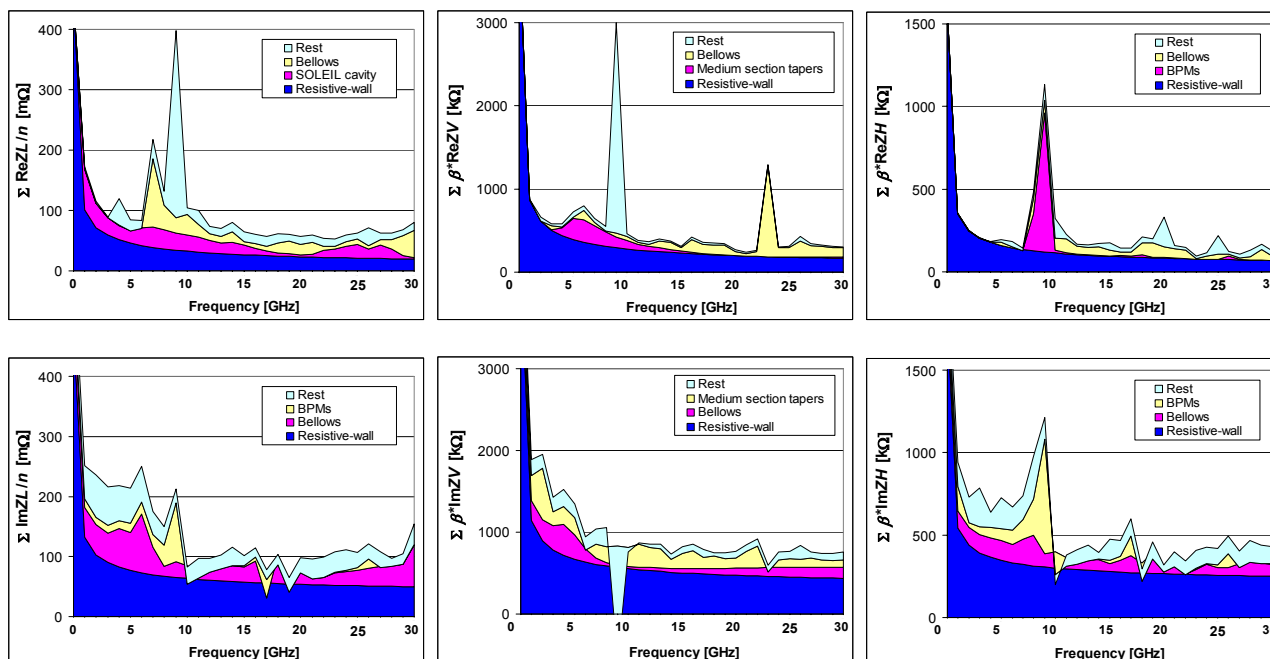 Σ ReZL/n [mΩ]
400
300
200
100
0
Rest
Bellows
SOLEIL cavity
Resistive-wall
0 5 10 15 20 25 30
Frequency [GHz]
Σ β*ReZV [kΩ]
3000
2000
1000
0
Rest
Bellows
Medium section tapers
Resistive-wall
0 5 10 15 20 25 30
Frequency [GHz]
Σ β*ReZH [kΩ]
1500
1000
500
0
Rest
Bellows
BPMs
Resistive-wall
0 5 10 15 20 25 30
Frequency [GHz]
Σ ImZL/n [mΩ]
400
300
200
100
0
Rest
BPMs
Bellows
Resistive-wall
0 5 10 15 20 25 30
Frequency [GHz]
Σ β*ImZV [kΩ]
3000
2000
1000
0
Rest
Medium section tapers
Bellows
Resistive-wall
0 5 10 15 20 25 30
Frequency [GHz]
Σ β*ImZH [kΩ]
1500
1000
500
0
Rest
BPMs
Bellows
Resistive-wall
0 5 10 15 20 25 30
Frequency [GHz]